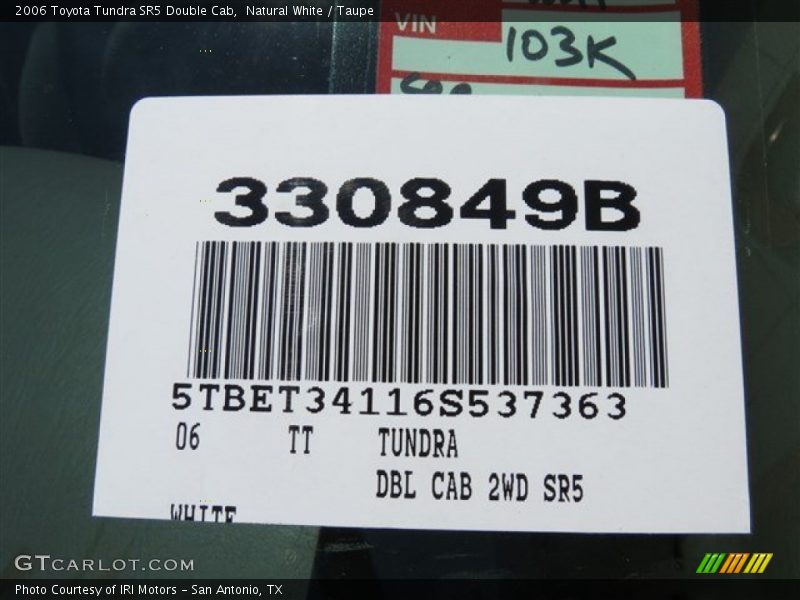 2006 Toyota Tundra SR5 Double Cab,  Natural White / Taupe
VIN
103K
330849B
5TBET34116S537363
06 TT TUNDRA
DBL CAB 2WD SR5
WHITE
GTCARLOT.COM
Photo Courtesy of IRI Motors - San Antonio, TX